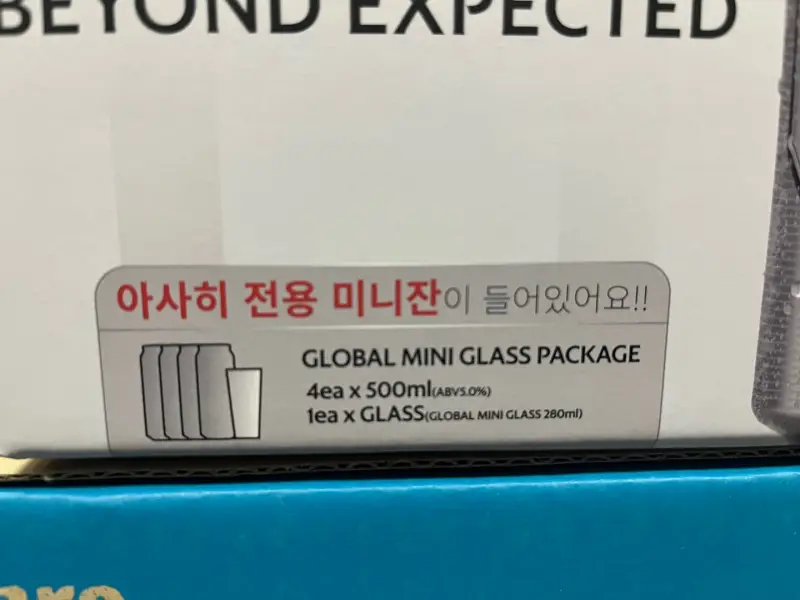 BEYOND EXPECTED
아사히 전용 미니잔이 들어있어요!!
GLOBAL MINI GLASS PACKAGE
4ea x 500ml(ABV5.0%)
1ea x GLASS(GLOBAL MINI GLASS 280ml)